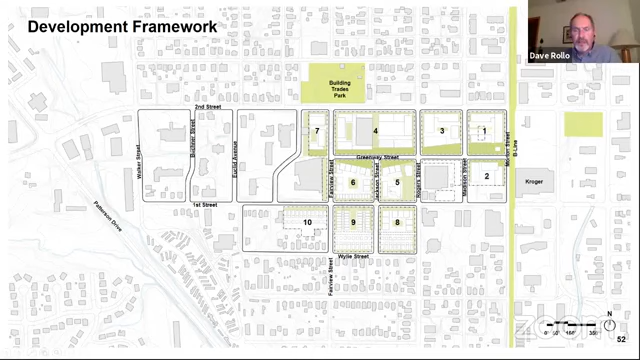 Development Framework
Dave Rollo
Building
Trades
Park
2nd Street
7
4
3
1
Walker Street
Euclid Avenue
Greenway Street
Morton Street
B-Line
Fairview Street
Jackson Street
Rogers Street
Madison Street
6
5
2
Kroger
Patterson Drive
1st Street
10
9
8
Wylie Street
Fairview Street
zoom
N
0
52